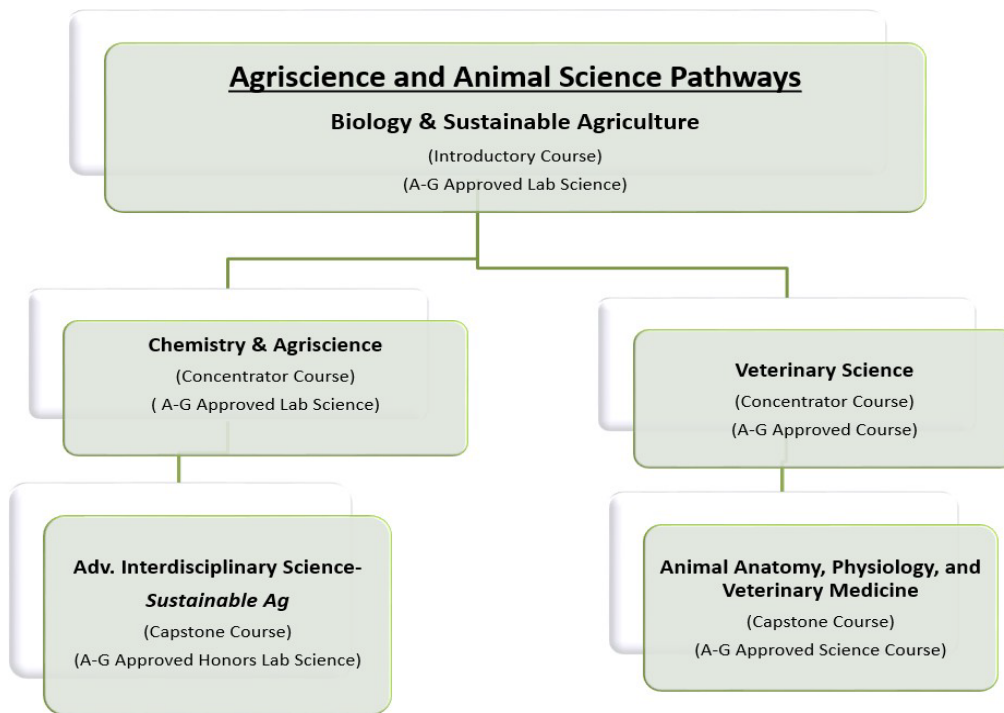 Agriscience and Animal Science Pathways
Biology & Sustainable Agriculture
(Introductory Course)
(A-G Approved Lab Science)
Chemistry & Agriscience
(Concentrator Course)
( A-G Approved Lab Science)
Veterinary Science
(Concentrator Course)
(A-G Approved Course)
Adv. Interdisciplinary Science-
Sustainable Ag
(Capstone Course)
(A-G Approved Honors Lab Science)
Animal Anatomy, Physiology, and
Veterinary Medicine
(Capstone Course)
(A-G Approved Science Course)